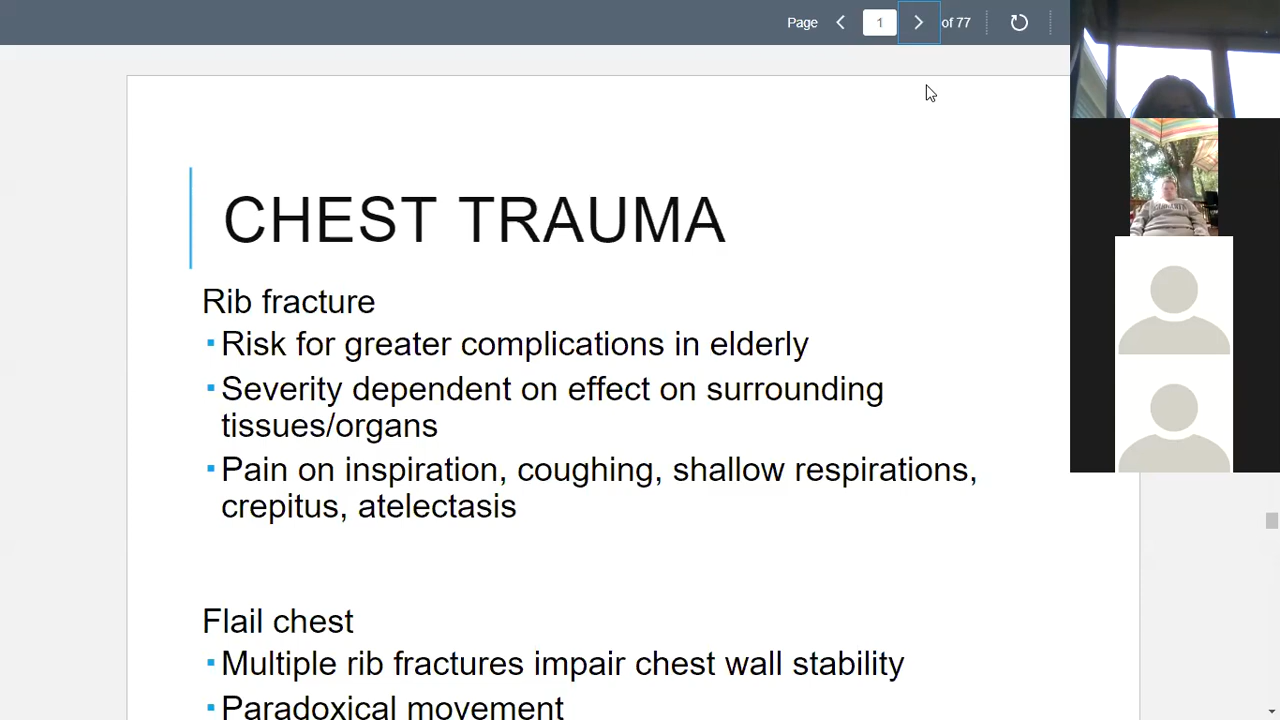 Page 1 of 77
CHEST TRAUMA
Rib fracture
▪ Risk for greater complications in elderly
▪ Severity dependent on effect on surrounding
tissues/organs
▪ Pain on inspiration, coughing, shallow respirations,
crepitus, atelectasis
Flail chest
▪ Multiple rib fractures impair chest wall stability
▪ Paradoxical movement